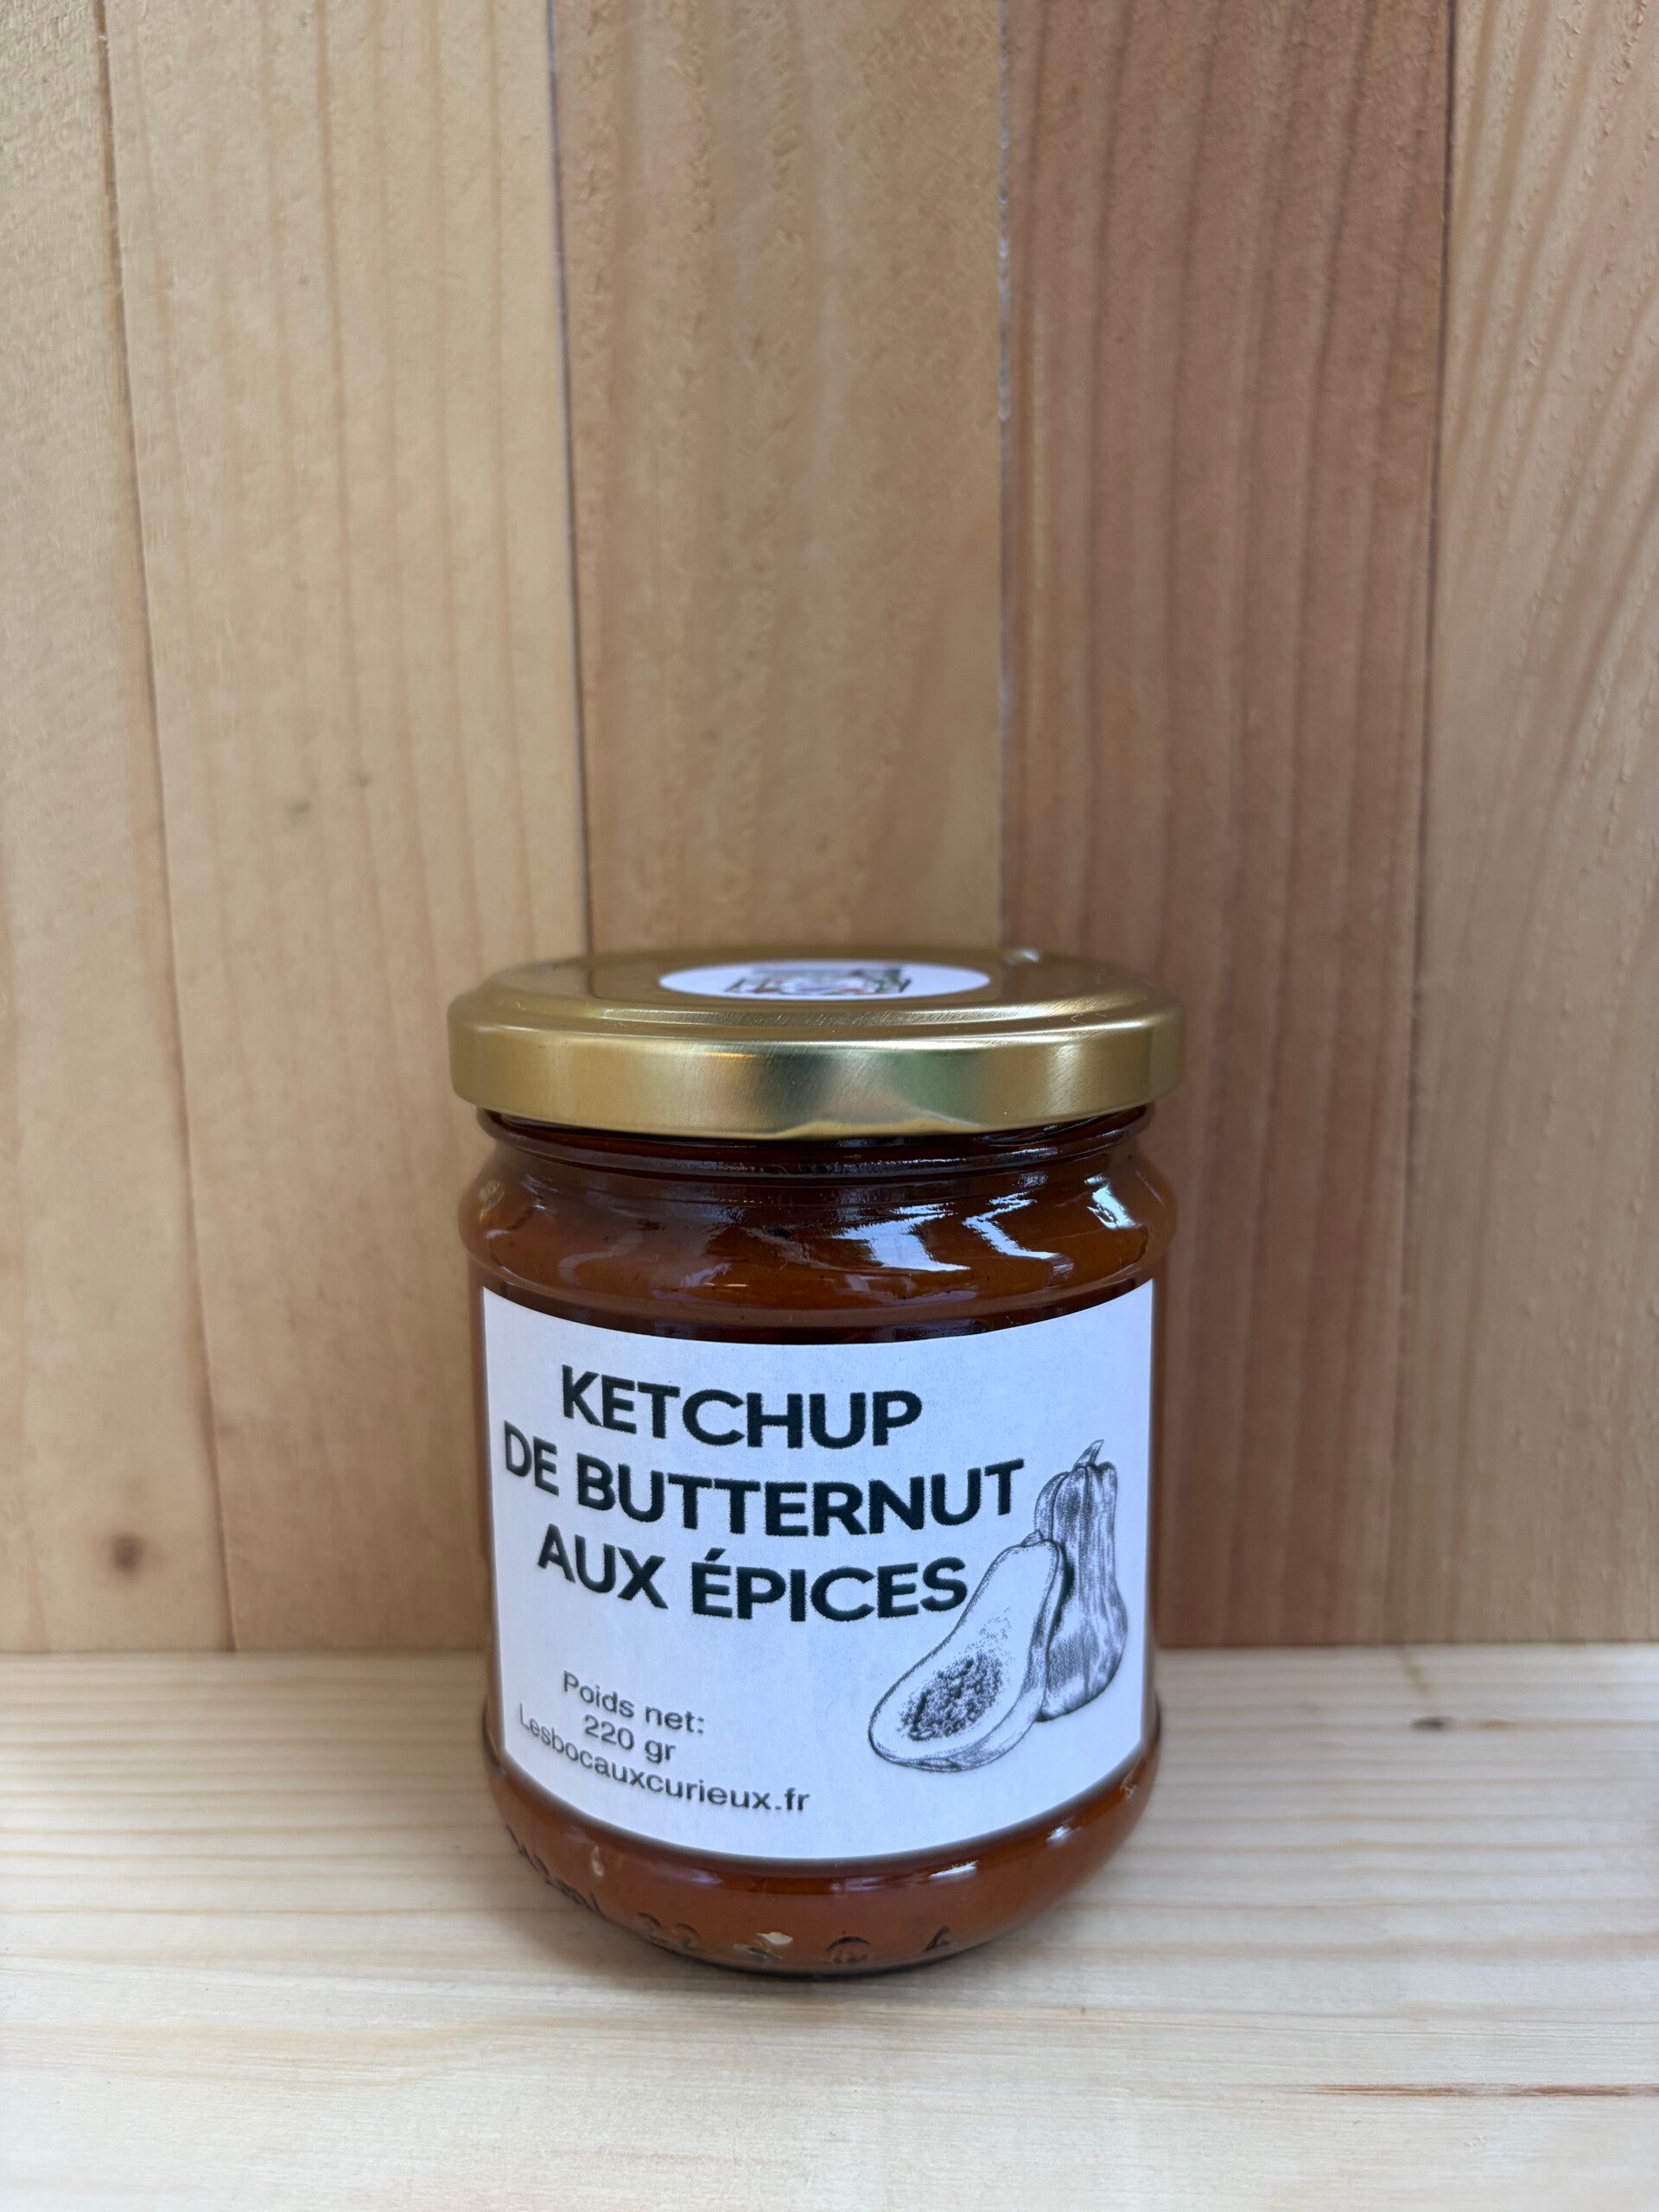 KETCHUP
DE BUTTERNUT
AUX ÉPICES
Poids net:
220 gr
Lesbocauxcurieux.fr